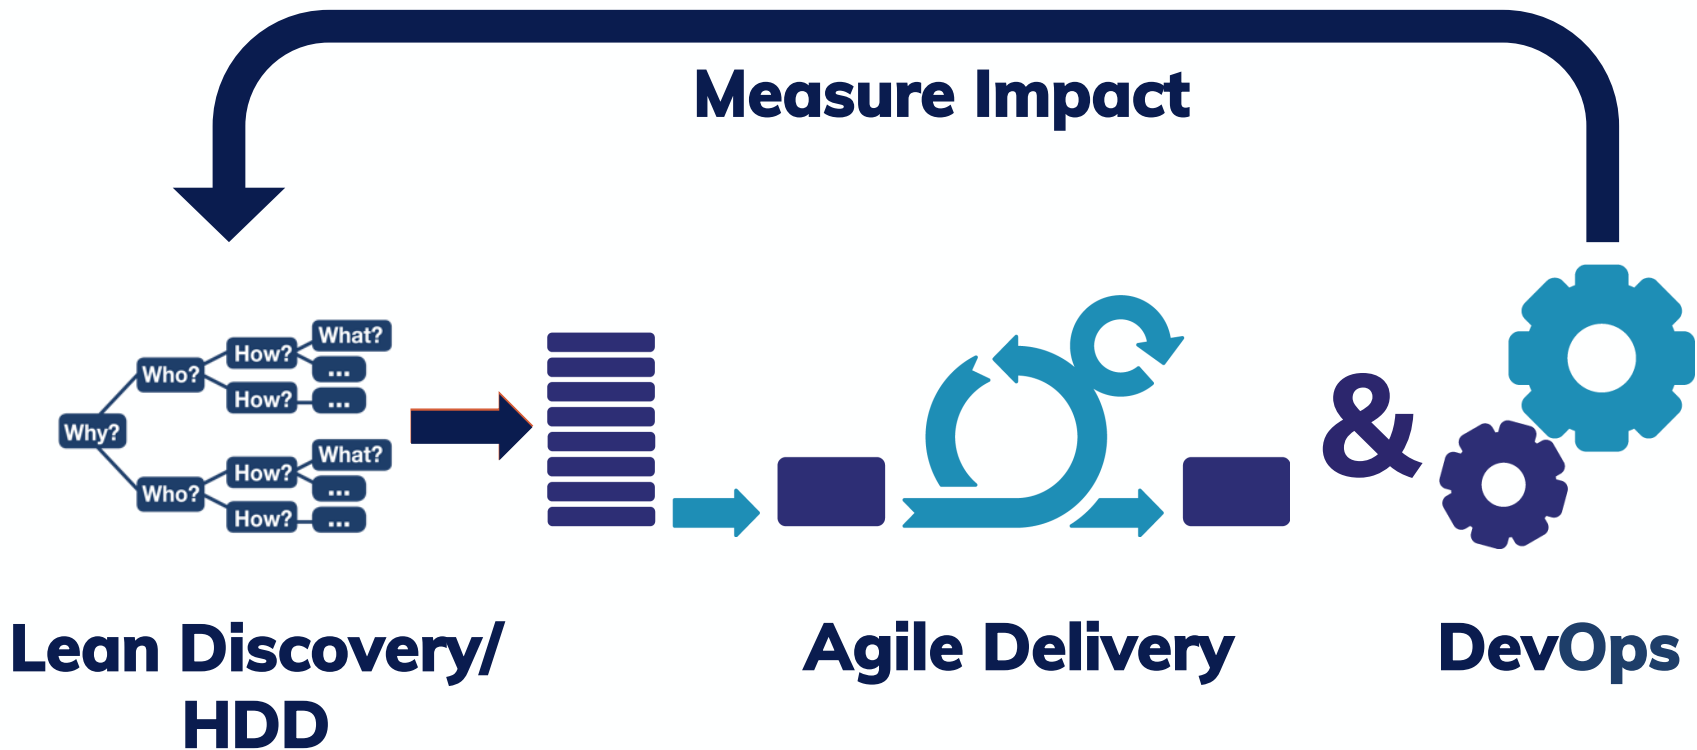 Measure Impact
What?
How?
...
Who?
How?
...
Why?
What?
How?
...
Who?
How?
...
&
Lean Discovery/
HDD
Agile Delivery
DevOps